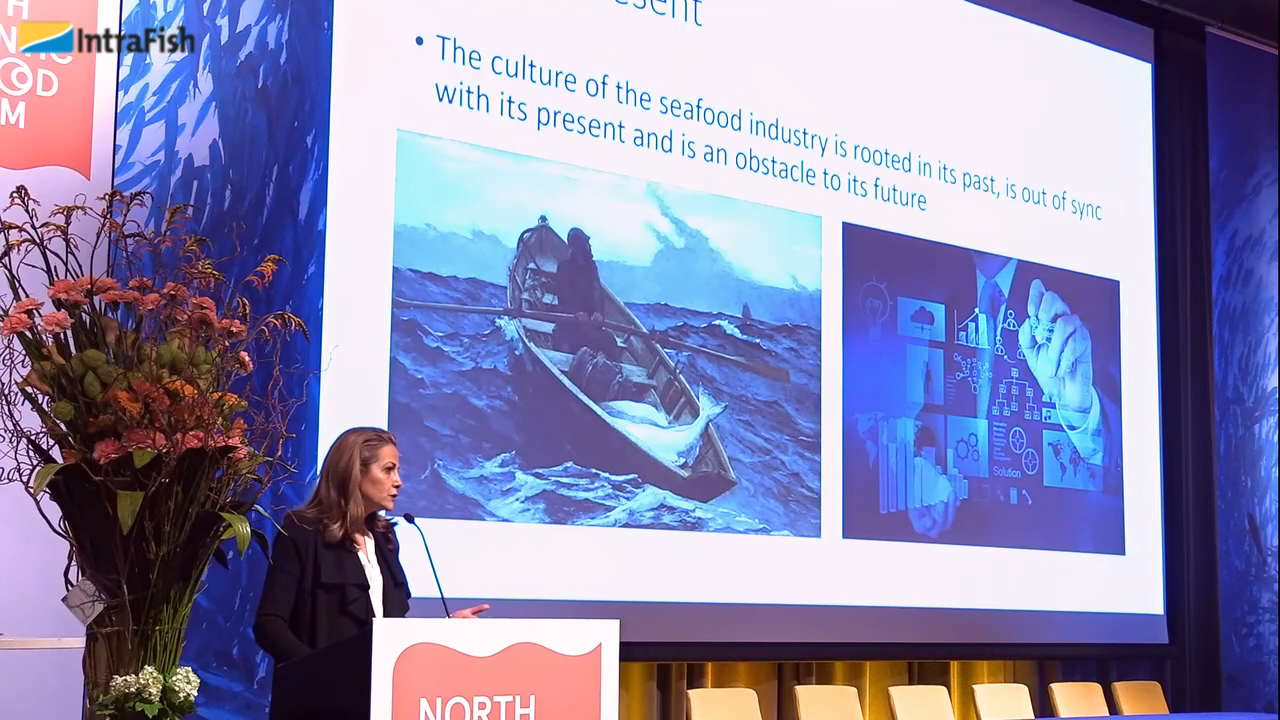 IntraFish
The culture of the seafood industry is rooted in its past, is out of sync
with its present and is an obstacle to its future
Solution
NORTH